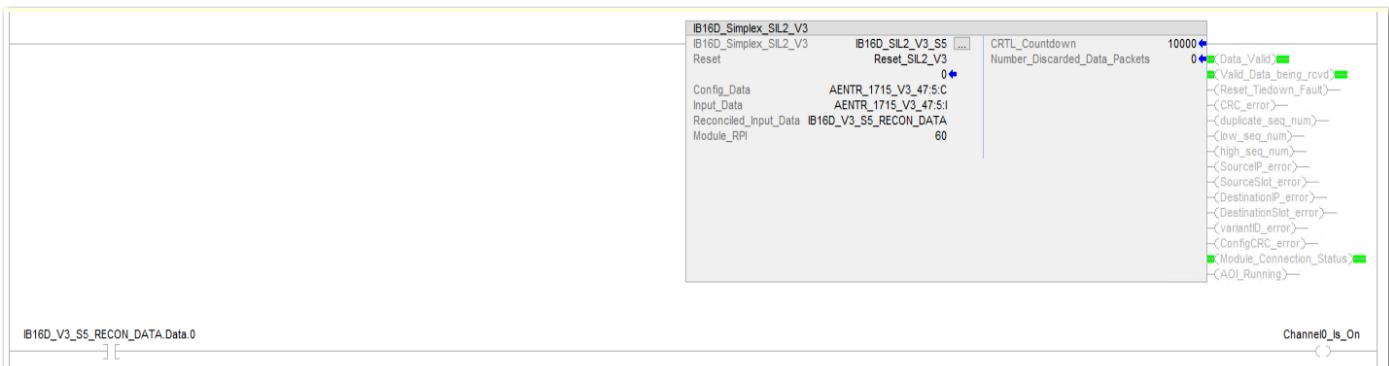 IB16D_Simplex_SIL2_V3
IB16D_Simplex_SIL2_V3 IB16D_SIL2_V3_S5 ... CRTL_Countdown 10000
Reset Reset_SIL2_V3 Number_Discarded_Data_Packets 0 (Data_Valid)
0 (Valid_Data_being_rcvd)
Config_Data AENTR_1715_V3_47:5:C (Reset_Tiedown_Fault)
Input_Data AENTR_1715_V3_47:5:I (CRC_error)
Reconciled_Input_Data IB16D_V3_S5_RECON_DATA (duplicate_seq_num)
Module_RPI 60 (low_seq_num)
(high_seq_num)
(SourceIP_error)
(SourceSlot_error)
(DestinationIP_error)
(DestinationSlot_error)
(variantID_error)
(ConfigCRC_error)
(Module_Connection_Status)
(AOI_Running)
IB16D_V3_S5_RECON_DATA.Data.0 Channel0_Is_On